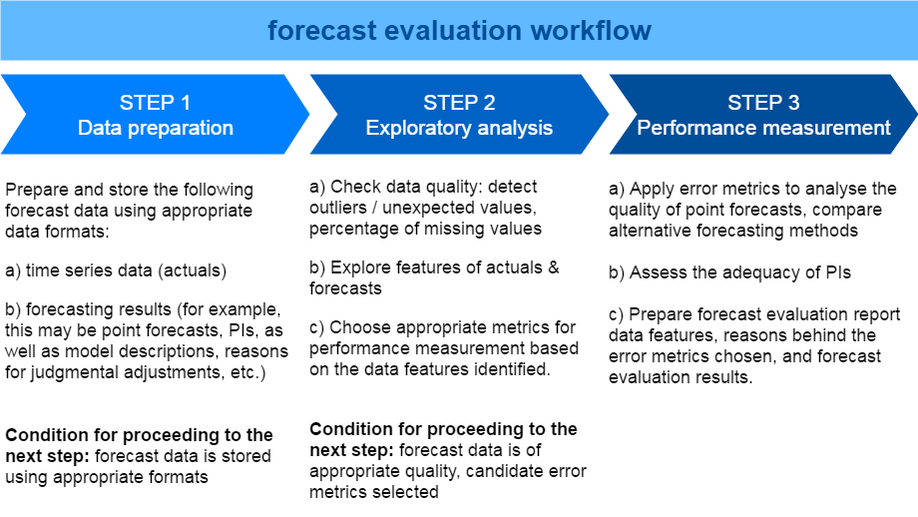 forecast evaluation workflow
STEP 1
Data preparation
STEP 2
Exploratory analysis
STEP 3
Performance measurement
Prepare and store the following
forecast data using appropriate
data formats:
a) time series data (actuals)
b) forecasting results (for example,
this may be point forecasts, PIs, as
well as model descriptions, reasons
for judgmental adjustments, etc.)
Condition for proceeding to the
next step: forecast data is stored
using appropriate formats
a) Check data quality: detect
outliers / unexpected values,
percentage of missing values
b) Explore features of actuals &
forecasts
c) Choose appropriate metrics for
performance measurement based
on the data features identified.
Condition for proceeding to the
next step: forecast data is of
appropriate quality, candidate error
metrics selected
a) Apply error metrics to analyse the
quality of point forecasts, compare
alternative forecasting methods
b) Assess the adequacy of PIs
c) Prepare forecast evaluation report
data features, reasons behind the
error metrics chosen, and forecast
evaluation results.